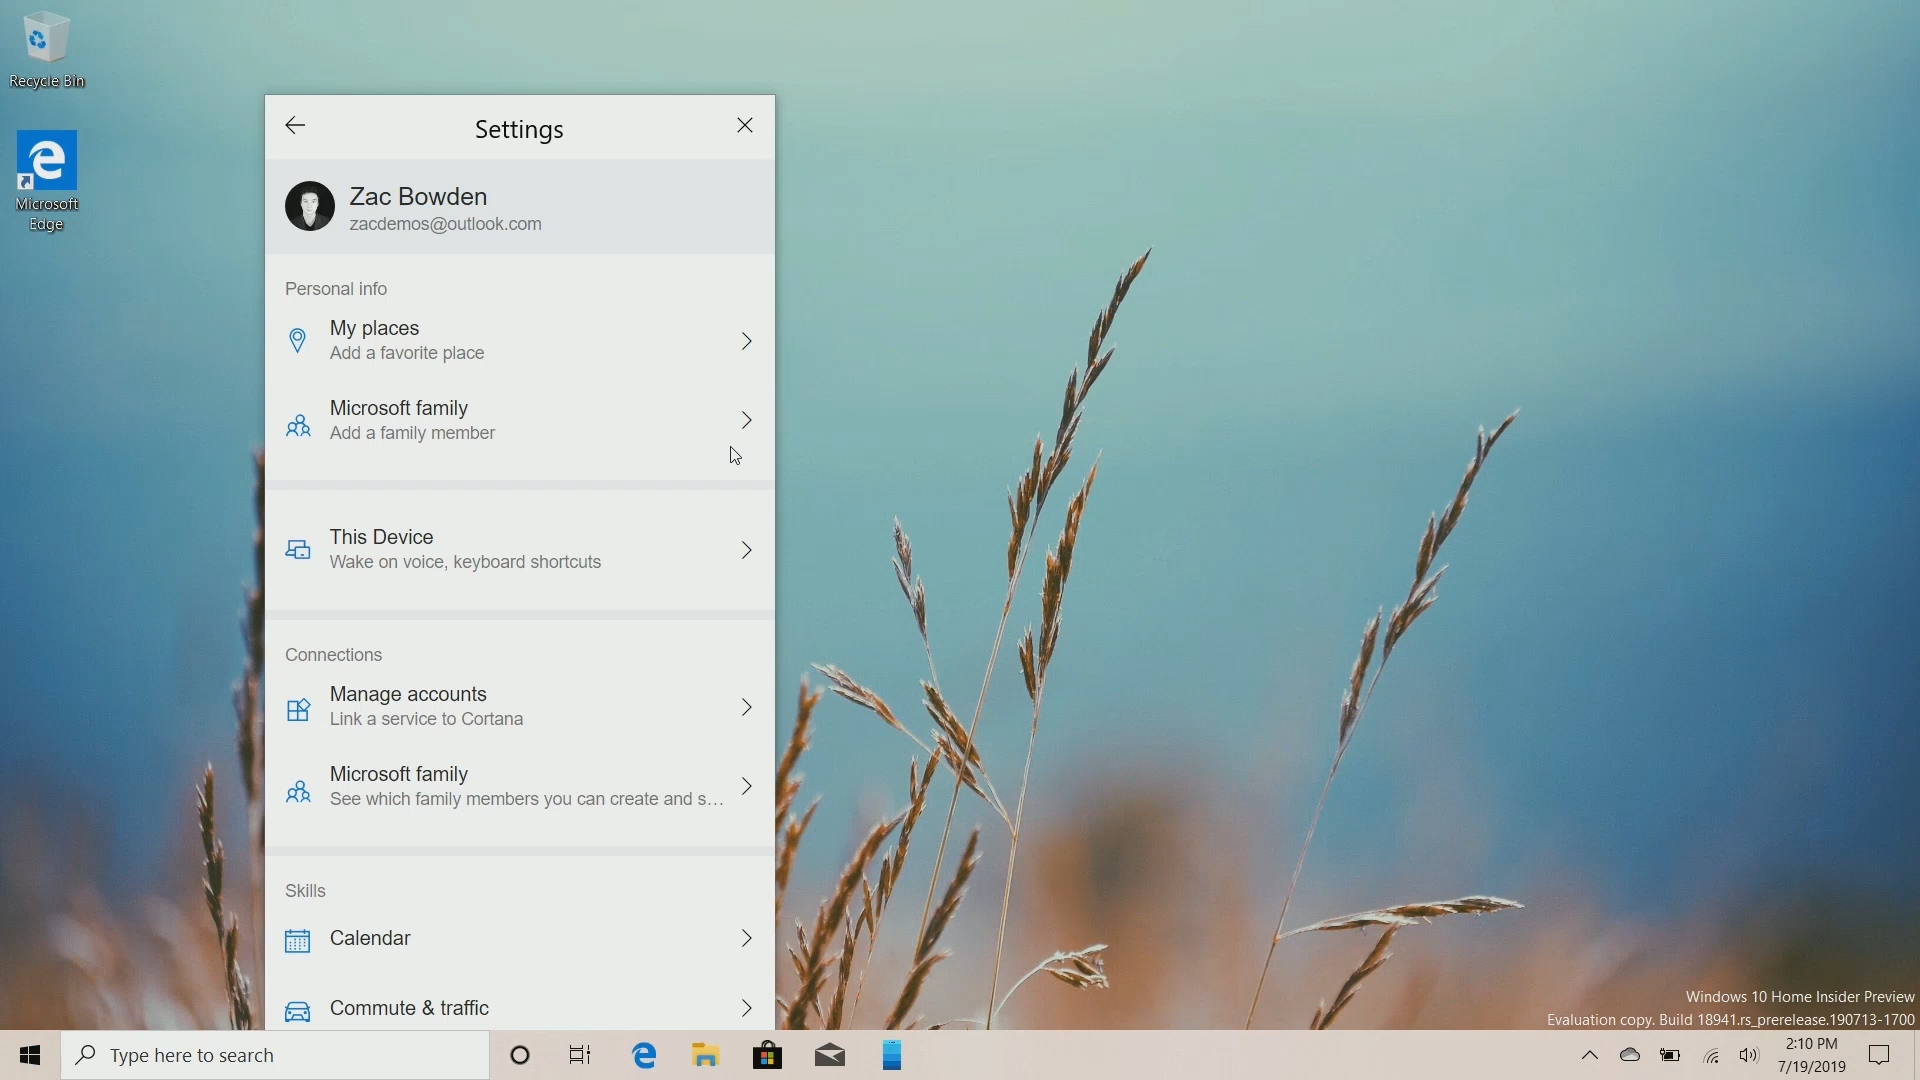 Recycle Bin
Microsoft
Edge
Settings
Zac Bowden
zacdemos@outlook.com
Personal info
My places
Add a favorite place
Microsoft family
Add a family member
This Device
Wake on voice, keyboard shortcuts
Connections
Manage accounts
Link a service to Cortana
Microsoft family
See which family members you can create and s...
Skills
Calendar
Commute & traffic
Windows 10 Home Insider Preview
Evaluation copy. Build 18941.rs_prerelease.190713-1700
Type here to search
2:10 PM
7/19/2019